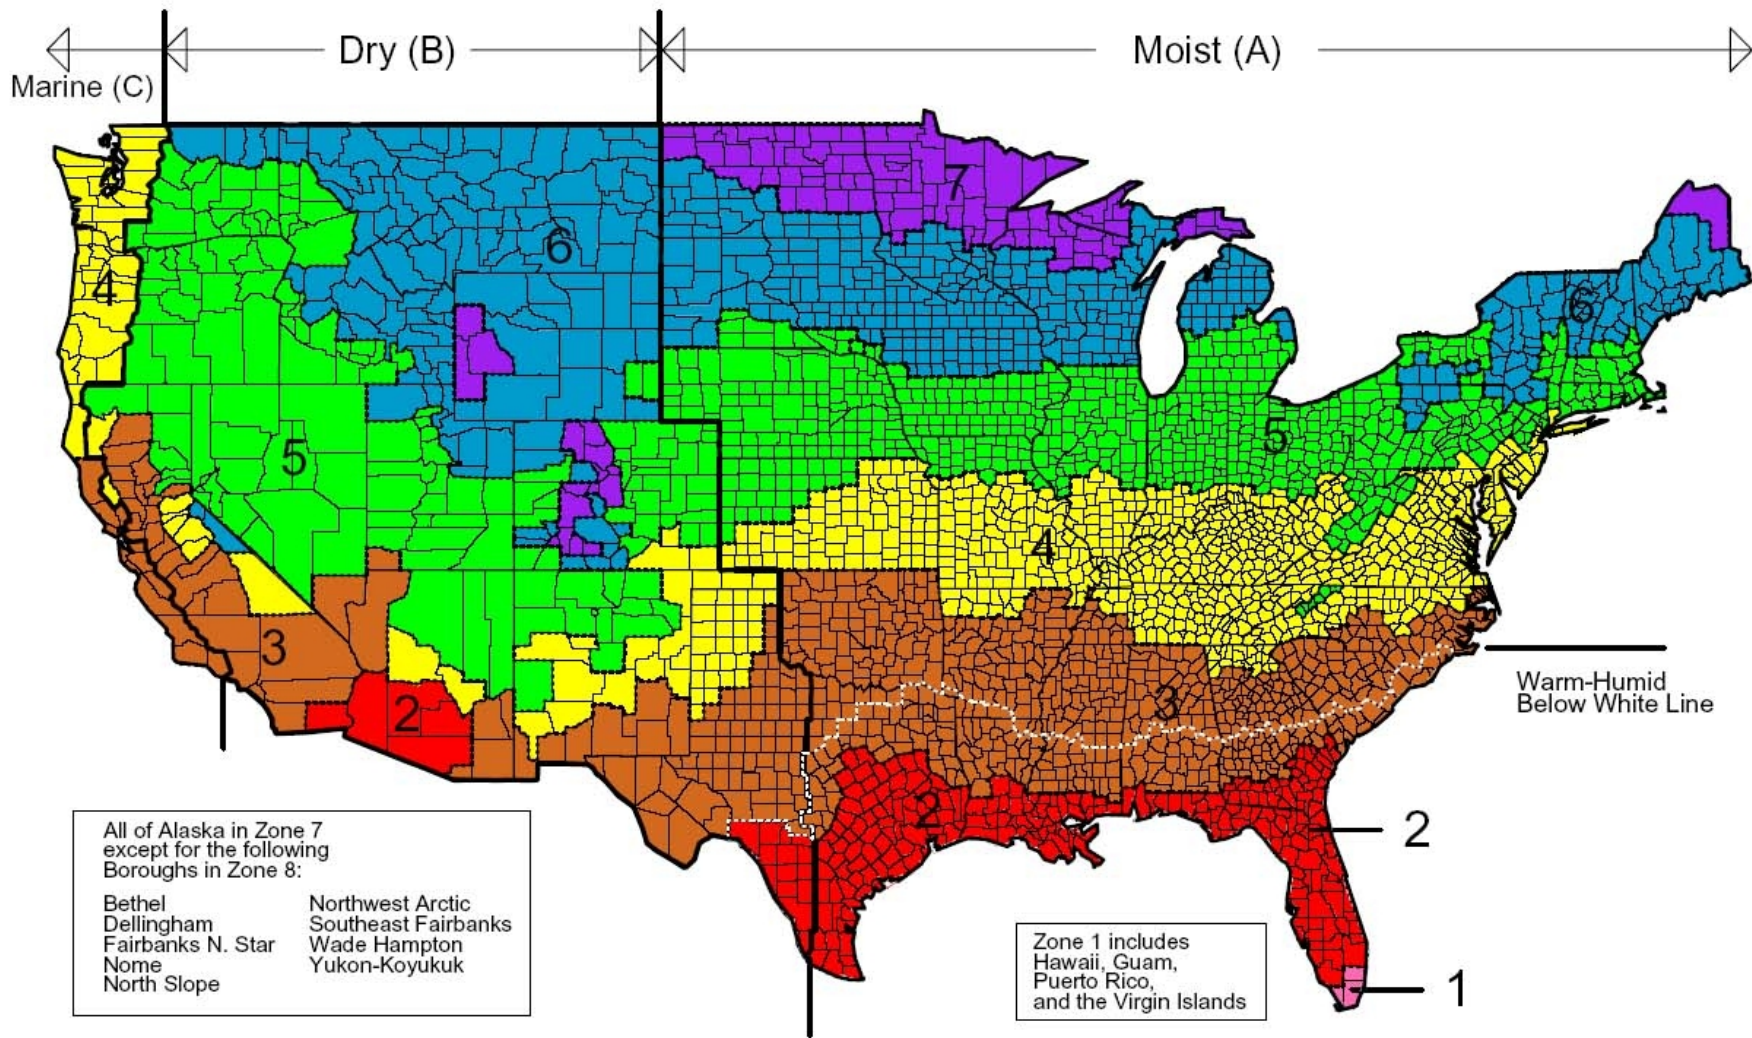 Marine (C)
Dry (B)
Moist (A)
7
6
4
6
5
5
4
3
3
2
2
2
1
Warm-Humid
Below White Line
All of Alaska in Zone 7
except for the following
Boroughs in Zone 8:
Bethel
Dellingham
Fairbanks N. Star
Nome
North Slope
Northwest Arctic
Southeast Fairbanks
Wade Hampton
Yukon-Koyukuk
Zone 1 includes
Hawaii, Guam,
Puerto Rico,
and the Virgin Islands